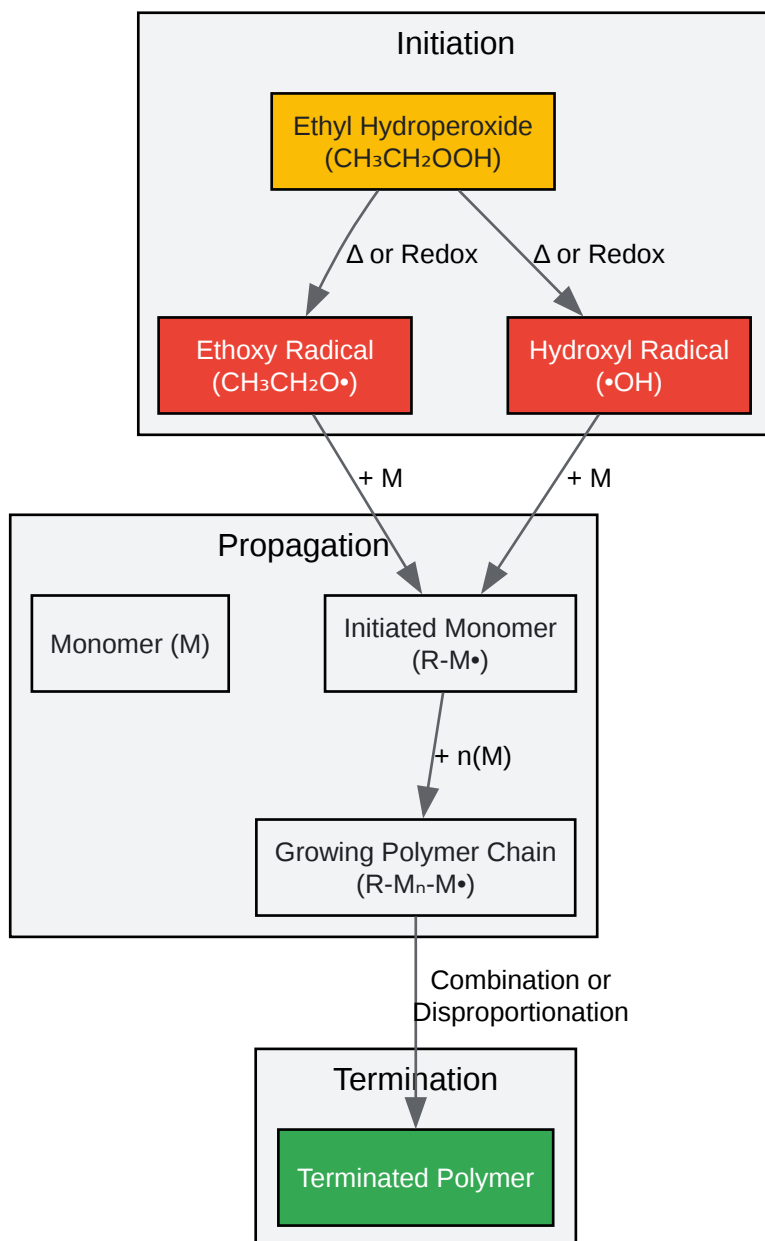 Initiation
Ethyl Hydroperoxide
(CH₃CH₂OOH)
Δ or Redox
Δ or Redox
Ethoxy Radical
(CH₃CH₂O•)
Hydroxyl Radical
(•OH)
+ M
+ M
Propagation
Monomer (M)
Initiated Monomer
(R-M•)
+ n(M)
Growing Polymer Chain
(R-Mₙ-M•)
Combination or
Disproportionation
Termination
Terminated Polymer